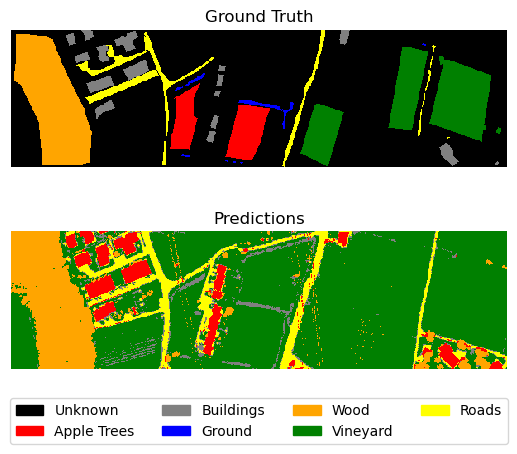 Ground Truth
Predictions
Unknown Buildings Wood Roads
Apple Trees Ground Vineyard